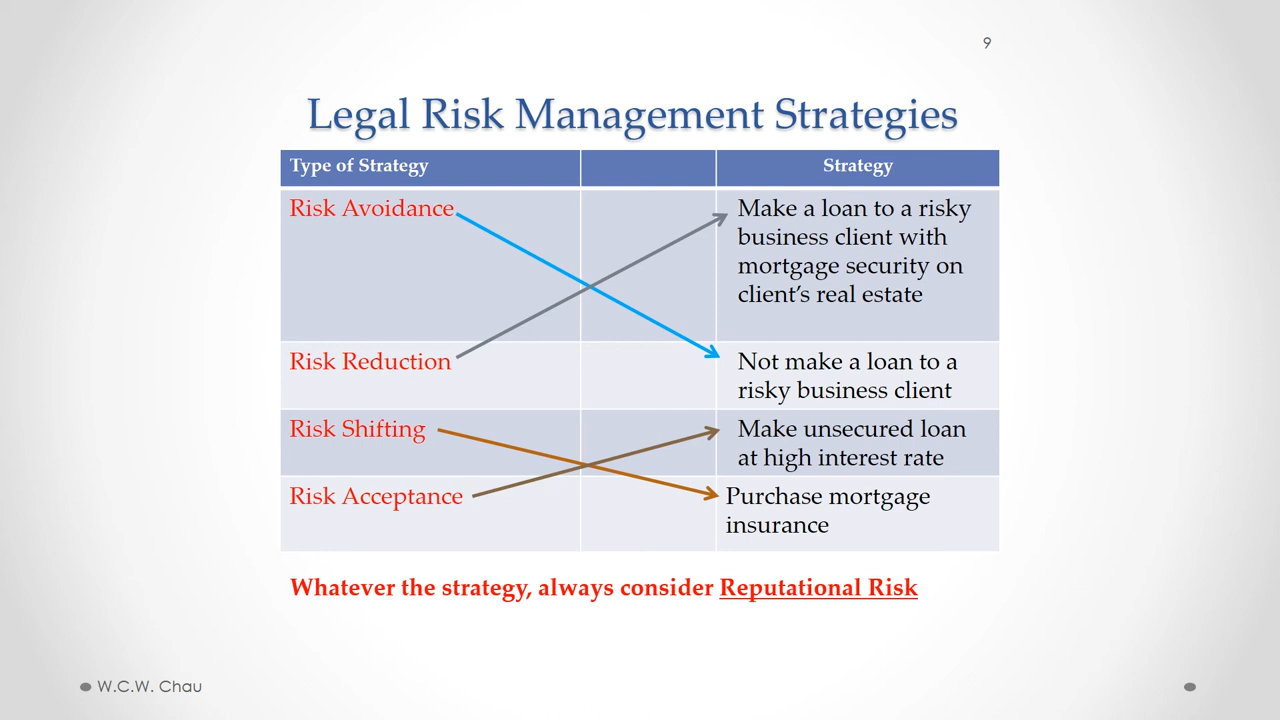 9
Legal Risk Management Strategies
Type of Strategy
Strategy
Risk Avoidance
Make a loan to a risky
business client with
mortgage security on
client’s real estate
Risk Reduction
Not make a loan to a
risky business client
Risk Shifting
Make unsecured loan
at high interest rate
Risk Acceptance
Purchase mortgage
insurance
Whatever the strategy, always consider Reputational Risk
W.C.W. Chau